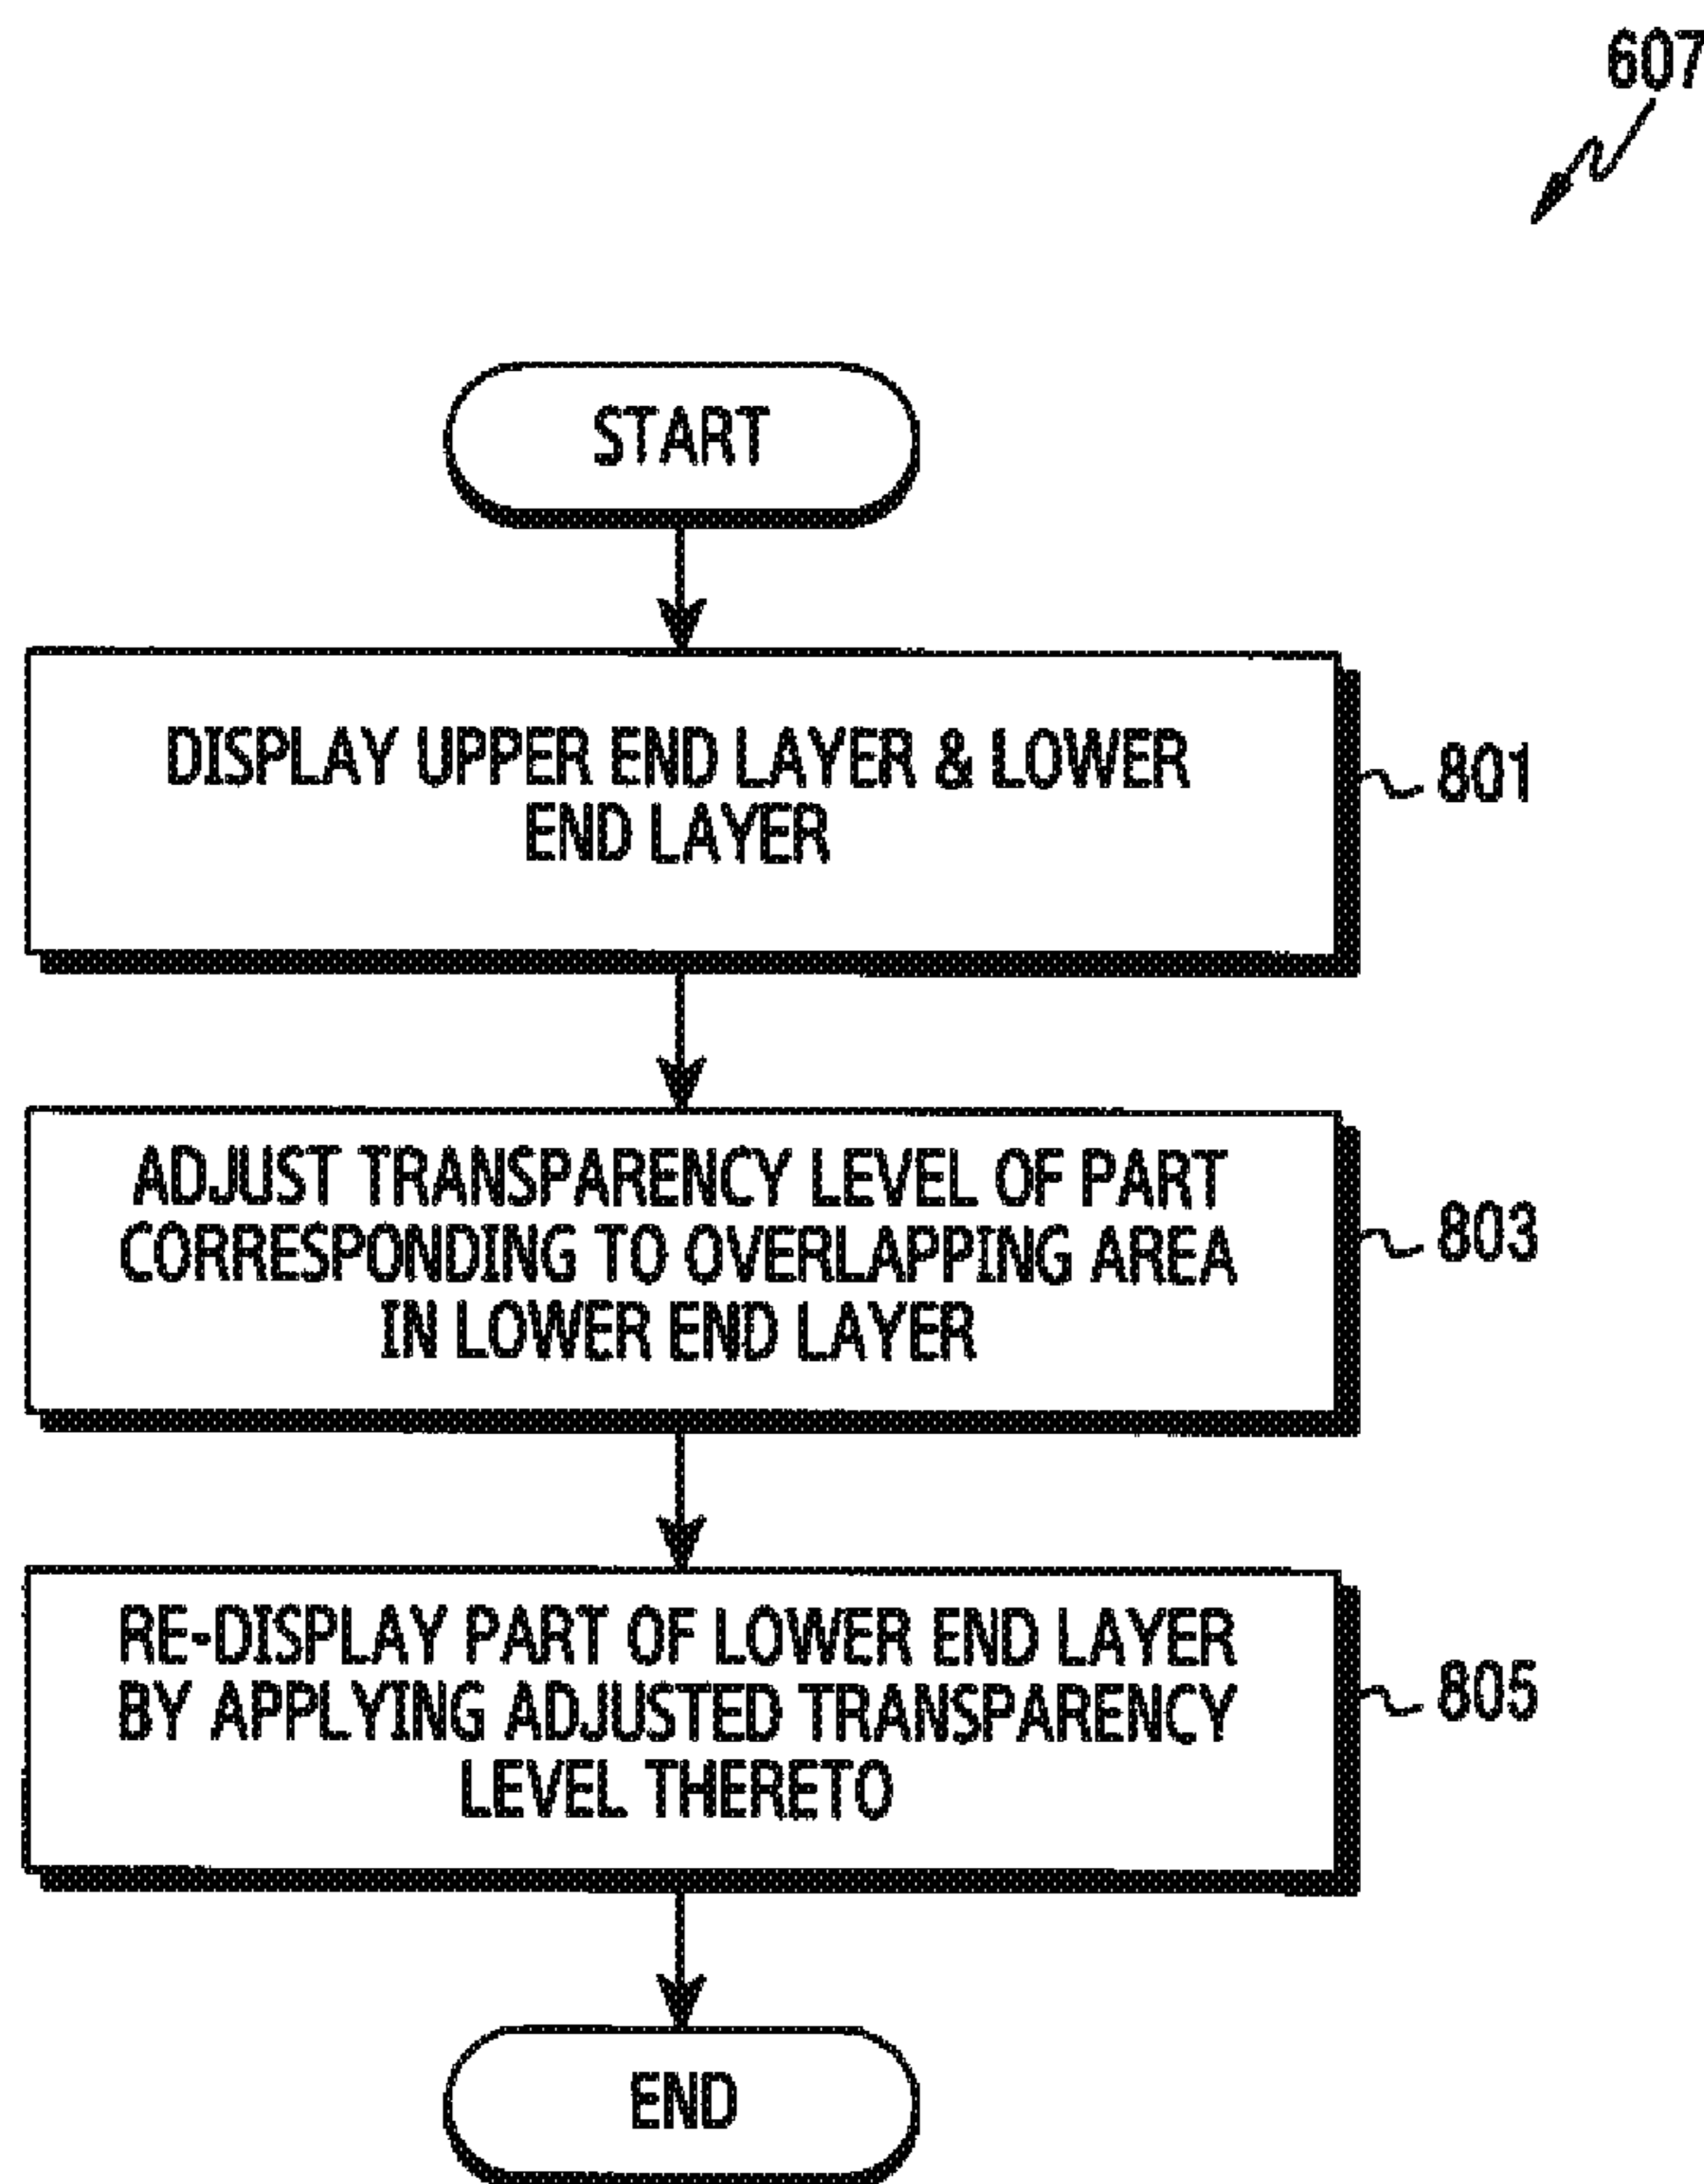 607
START
DISPLAY UPPER END LAYER & LOWER
END LAYER
801
ADJUST TRANSPARENCY LEVEL OF PART
CORRESPONDING TO OVERLAPPING AREA
IN LOWER END LAYER
803
RE-DISPLAY PART OF LOWER END LAYER
BY APPLYING ADJUSTED TRANSPARENCY
LEVEL THERETO
805
END